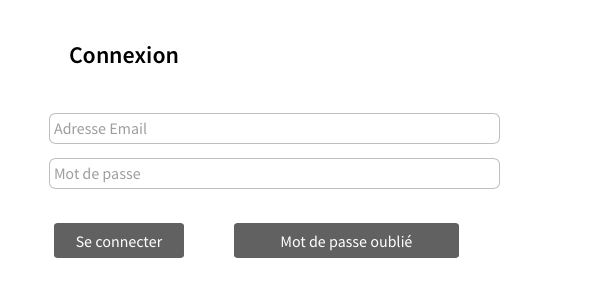 Connexion
Adresse Email
Mot de passe
Se connecter
Mot de passe oublié